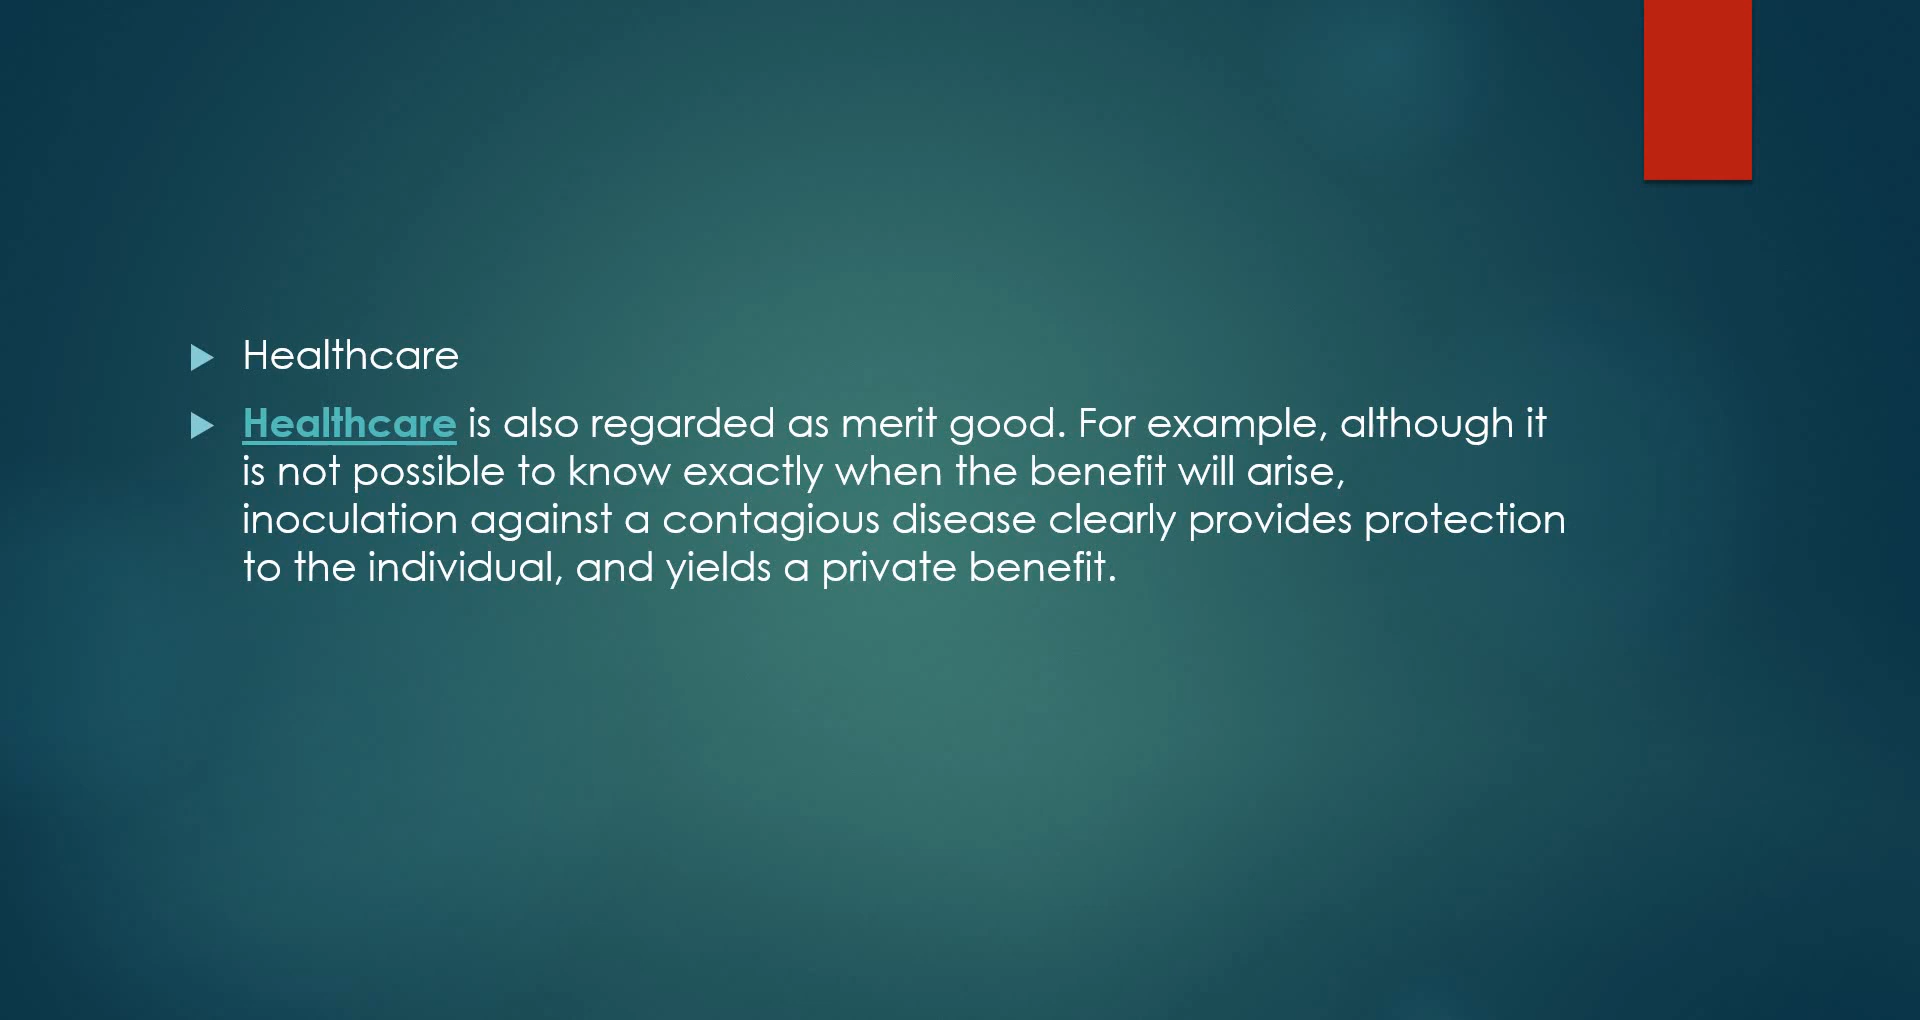 Healthcare
Healthcare is also regarded as merit good. For example, although it
is not possible to know exactly when the benefit will arise,
inoculation against a contagious disease clearly provides protection
to the individual, and yields a private benefit.